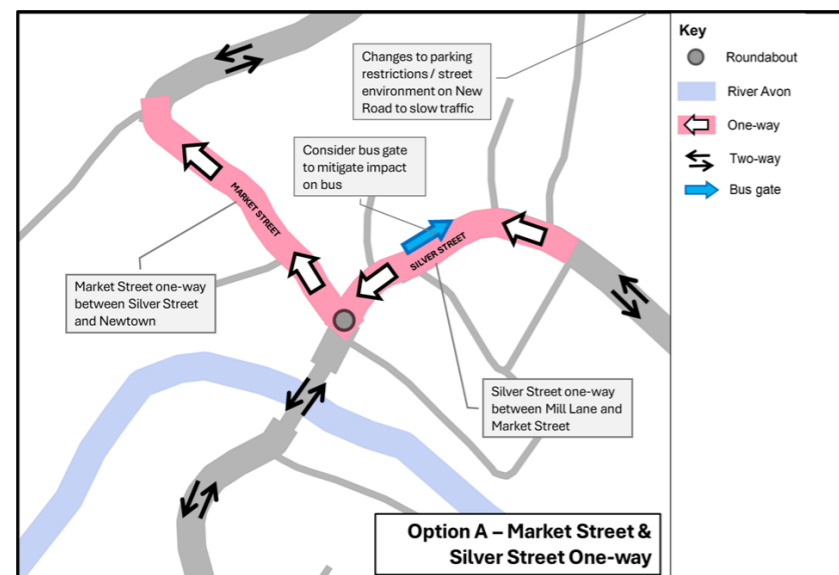 Changes to parking
restrictions / street
environment on New
Road to slow traffic
Consider bus gate
to mitigate impact
on bus
MARKET STREET
SILVER STREET
Market Street one-way
between Silver Street
and Newtown
Silver Street one-way
between Mill Lane and
Market Street
Option A – Market Street &
Silver Street One-way
Key
Roundabout
River Avon
One-way
Two-way
Bus gate